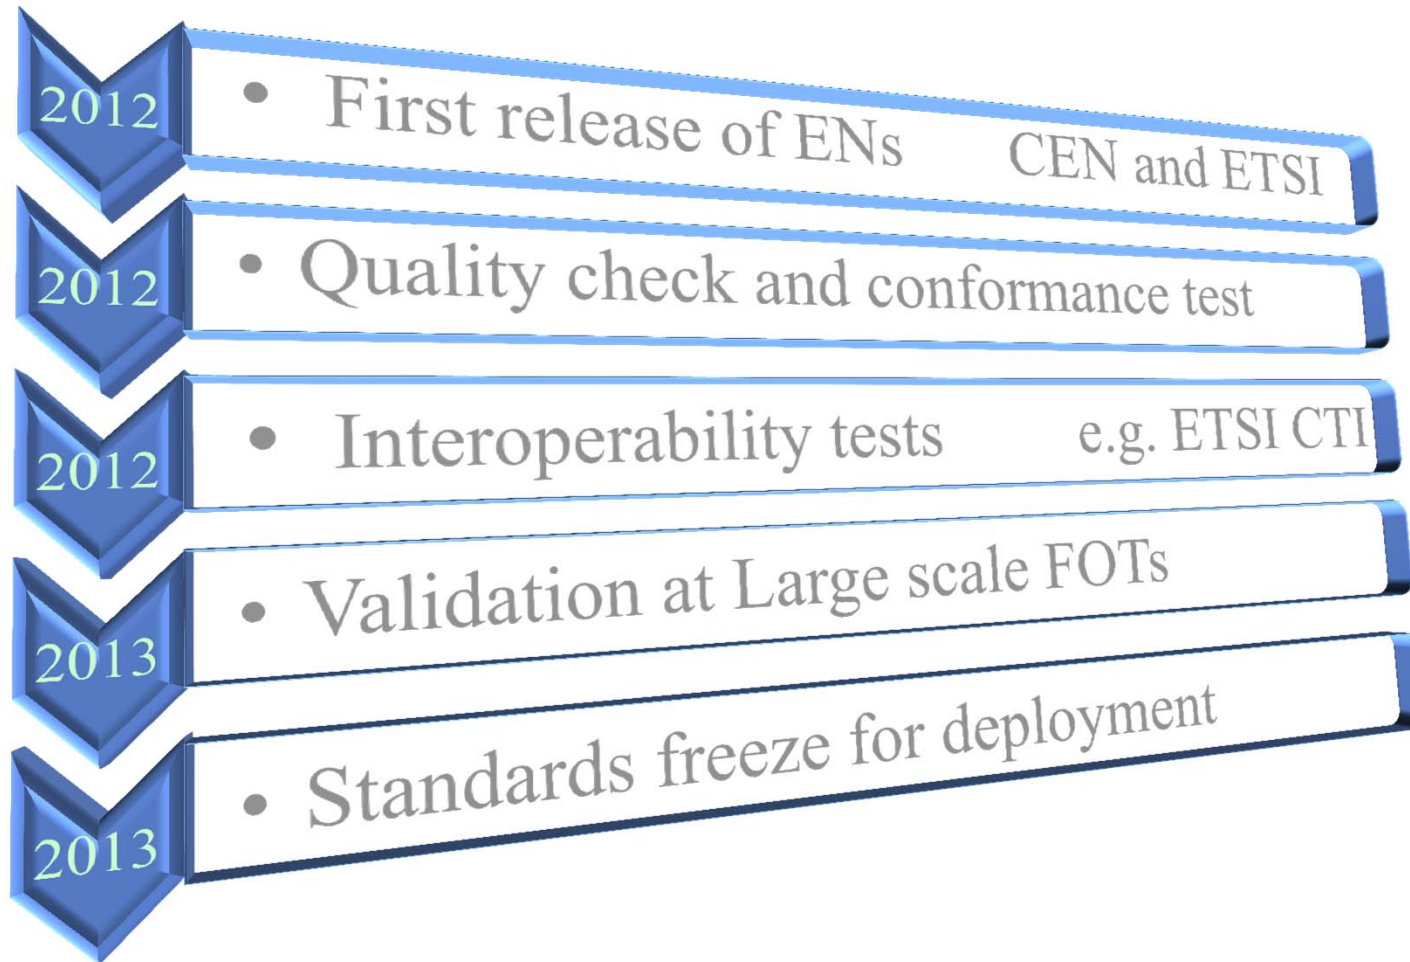 2012
• First release of ENs CEN and ETSI
2012
• Quality check and conformance test
2012
• Interoperability tests e.g. ETSI CTI
2013
• Validation at Large scale FOTs
2013
• Standards freeze for deployment